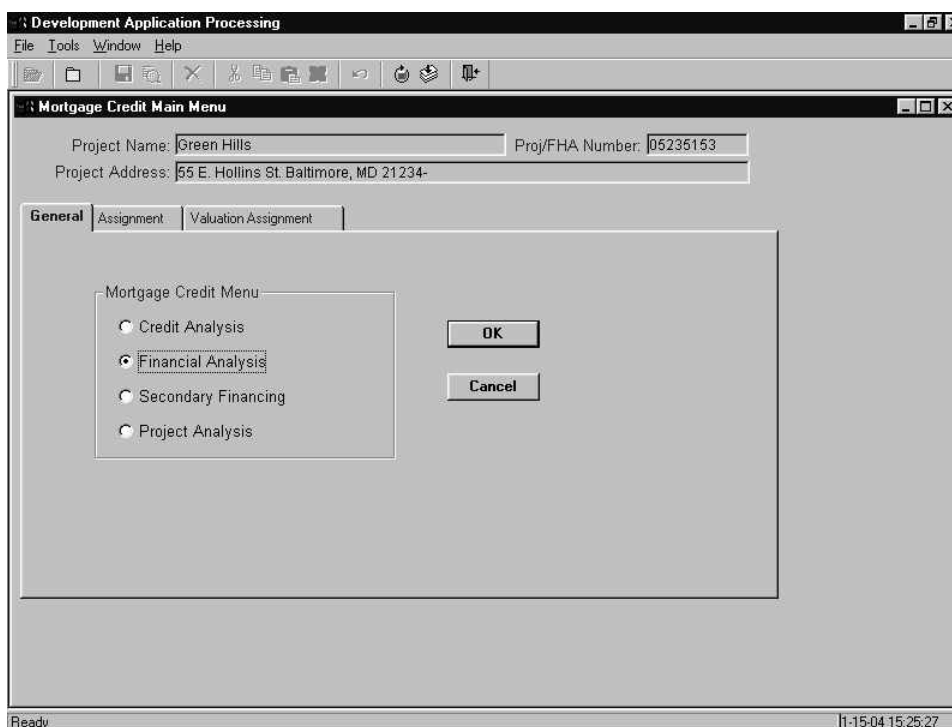 Development Application Processing
File Tools Window Help
Mortgage Credit Main Menu
Project Name: Green Hills Proj/FHA Number: 05235153
Project Address: 55 E. Hollins St. Baltimore, MD 21234-
General Assignment Valuation Assignment
Mortgage Credit Menu
Credit Analysis
OK
Financial Analysis
Cancel
Secondary Financing
Project Analysis
Ready 1-15-04 15:25:27